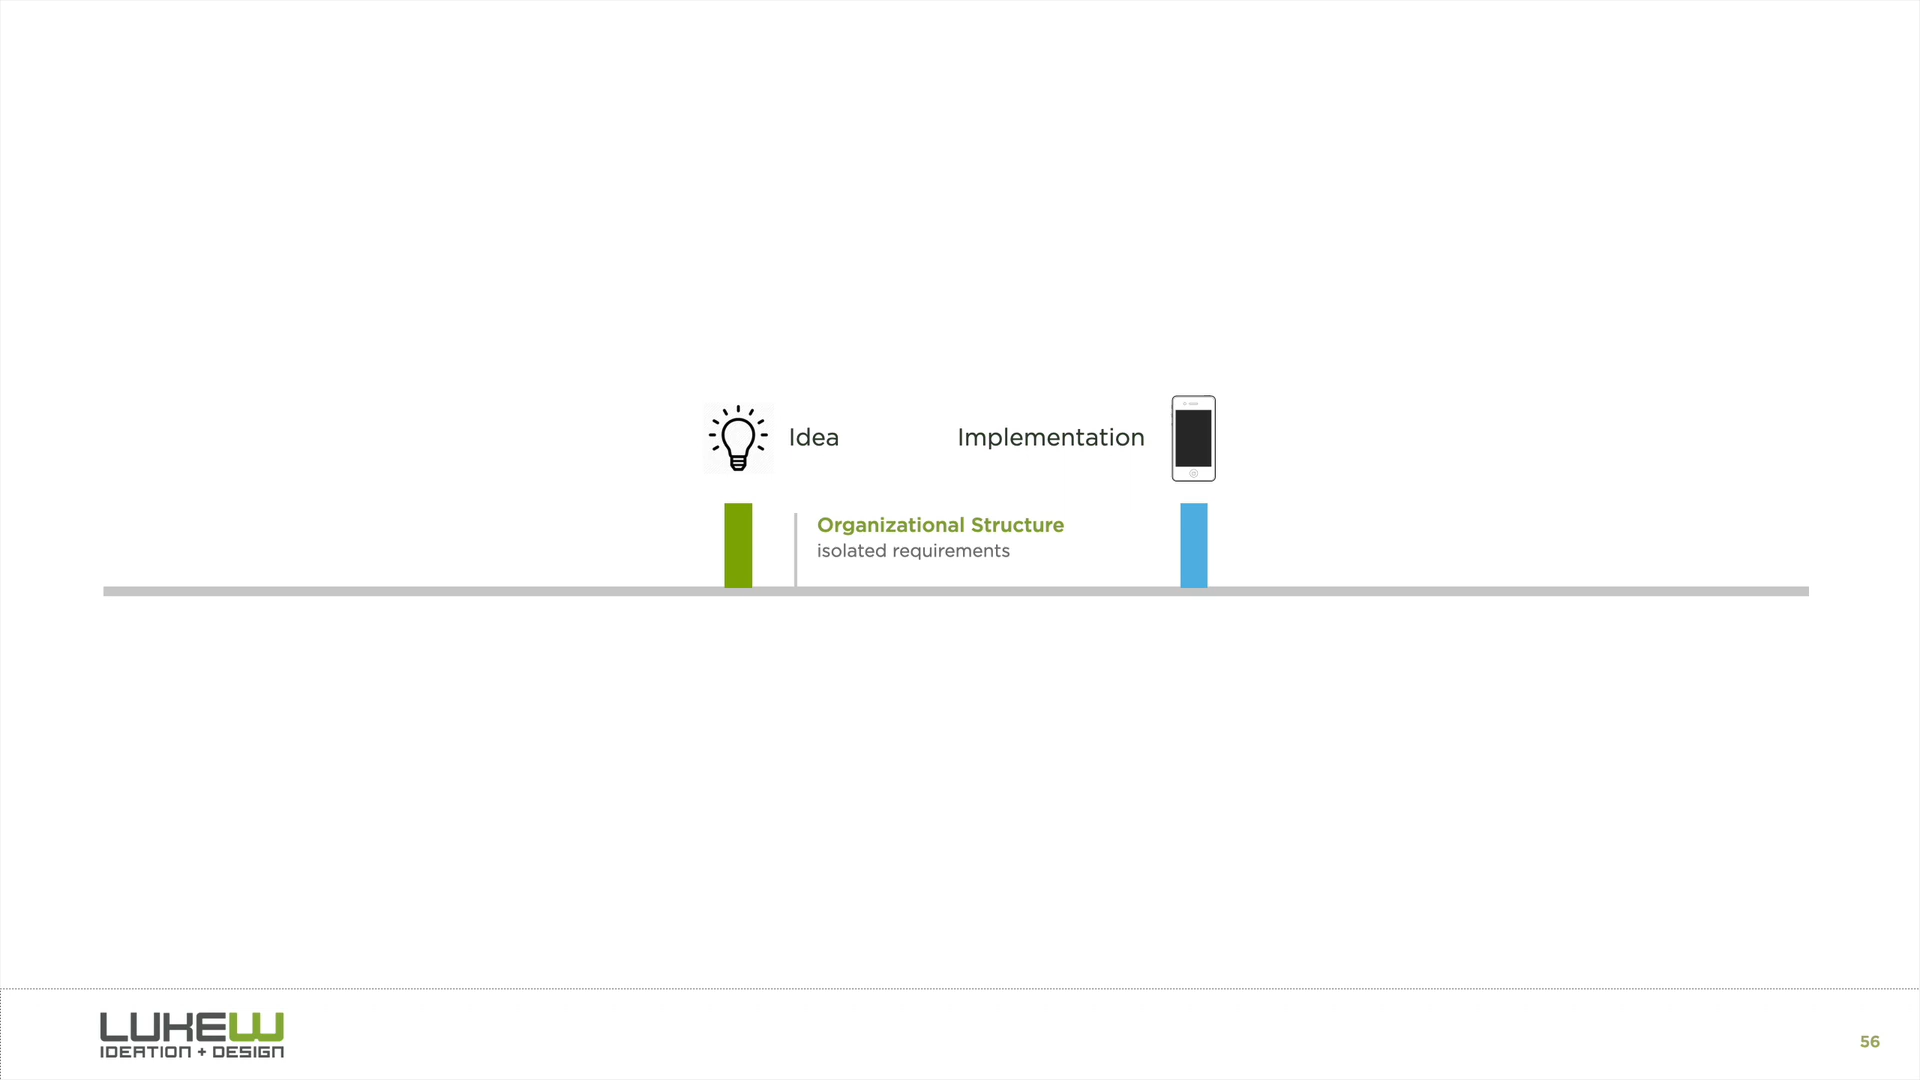 Idea
Implementation
Organizational Structure
isolated requirements
LUKEW
IDEATION + DESIGN
56